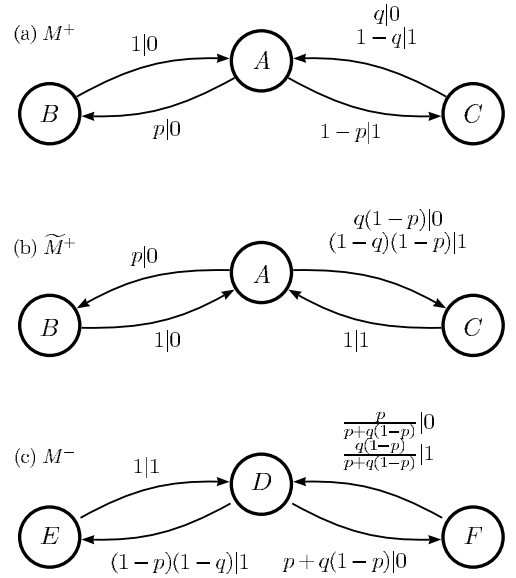 (a) M⁺
1|0
A
q|0
1 − q|1
B
p|0
1 − p|1
C
(b) M̃⁺
p|0
A
q(1−p)|0
(1−q)(1−p)|1
B
1|0
1|1
C
(c) M⁻
1|1
D
p/(p+q(1−p))|0
q(1−p)/(p+q(1−p))|1
E
(1−p)(1−q)|1
p+q(1−p)|0
F